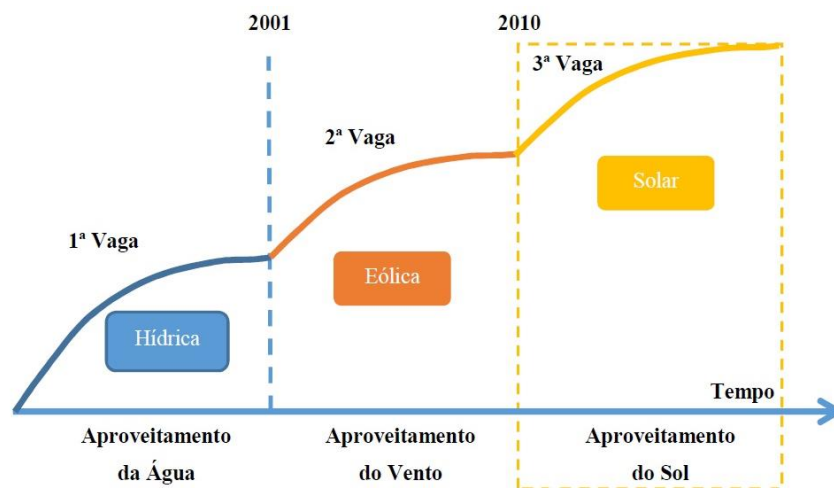 2001
2010
3ª Vaga
2ª Vaga
Solar
1ª Vaga
Eólica
Hídrica
Tempo
Aproveitamento
da Água
Aproveitamento
do Vento
Aproveitamento
do Sol